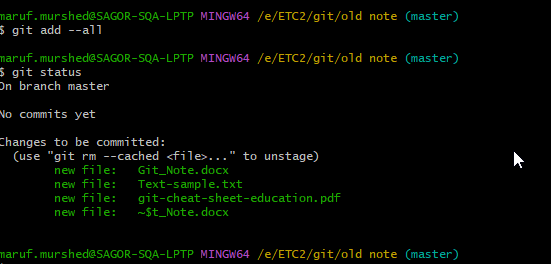 maruf.murshed@SAGOR-SQA-LPTP MINGW64 /e/ETC2/git/old note (master)
$ git add --all
maruf.murshed@SAGOR-SQA-LPTP MINGW64 /e/ETC2/git/old note (master)
$ git status
On branch master
No commits yet
Changes to be committed:
  (use "git rm --cached <file>..." to unstage)
        new file:   Git_Note.docx
        new file:   Text-sample.txt
        new file:   git-cheat-sheet-education.pdf
        new file:   ~$t_Note.docx
maruf.murshed@SAGOR-SQA-LPTP MINGW64 /e/ETC2/git/old note (master)